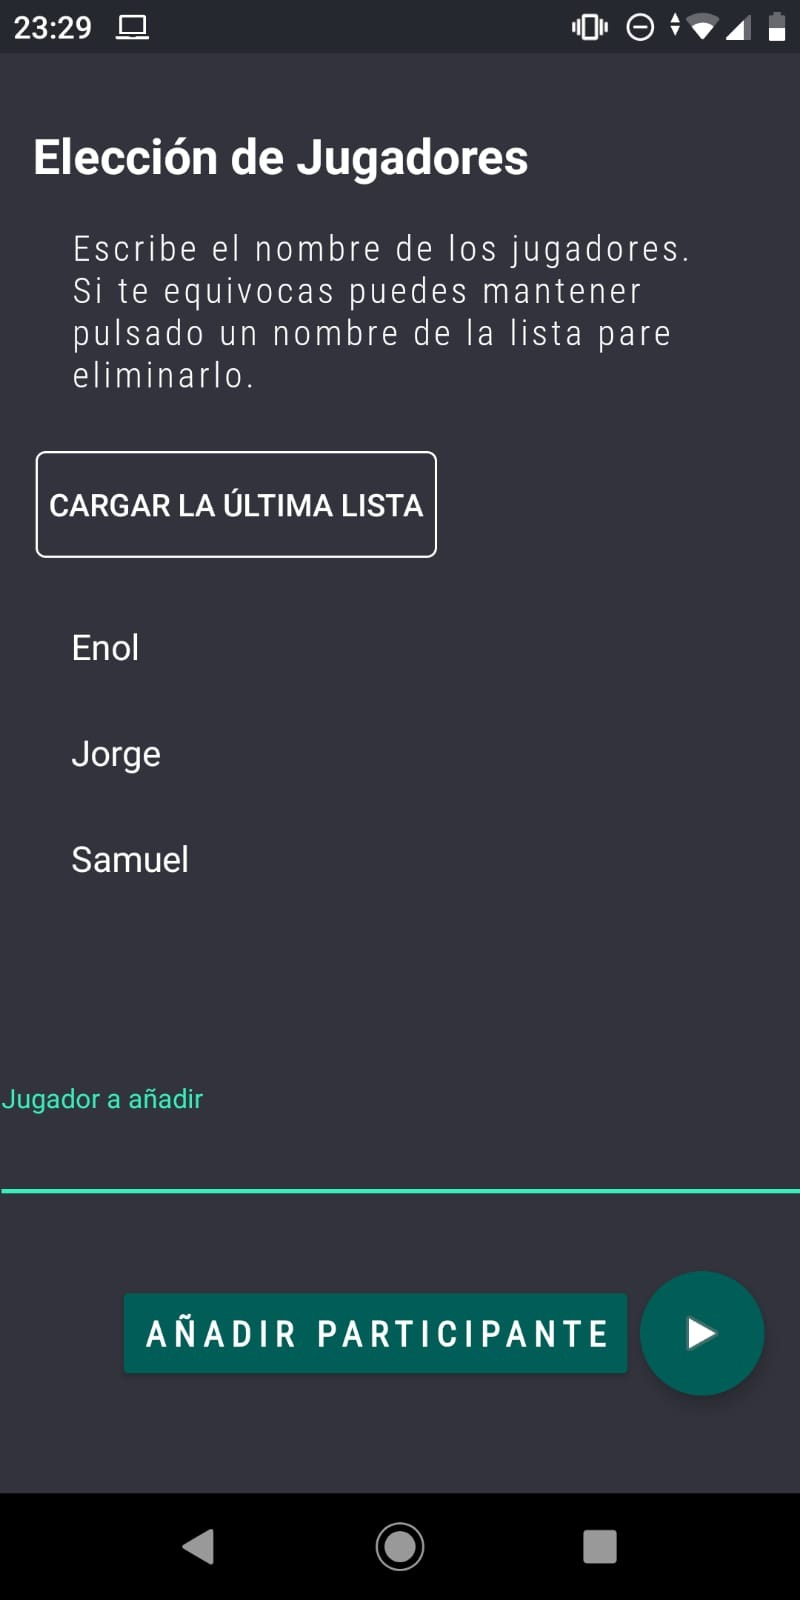 23:29
Elección de Jugadores
Escribe el nombre de los jugadores.
Si te equivocas puedes mantener
pulsado un nombre de la lista pare
eliminarlo.
CARGAR LA ÚLTIMA LISTA
Enol
Jorge
Samuel
Jugador a añadir
AÑADIR PARTICIPANTE